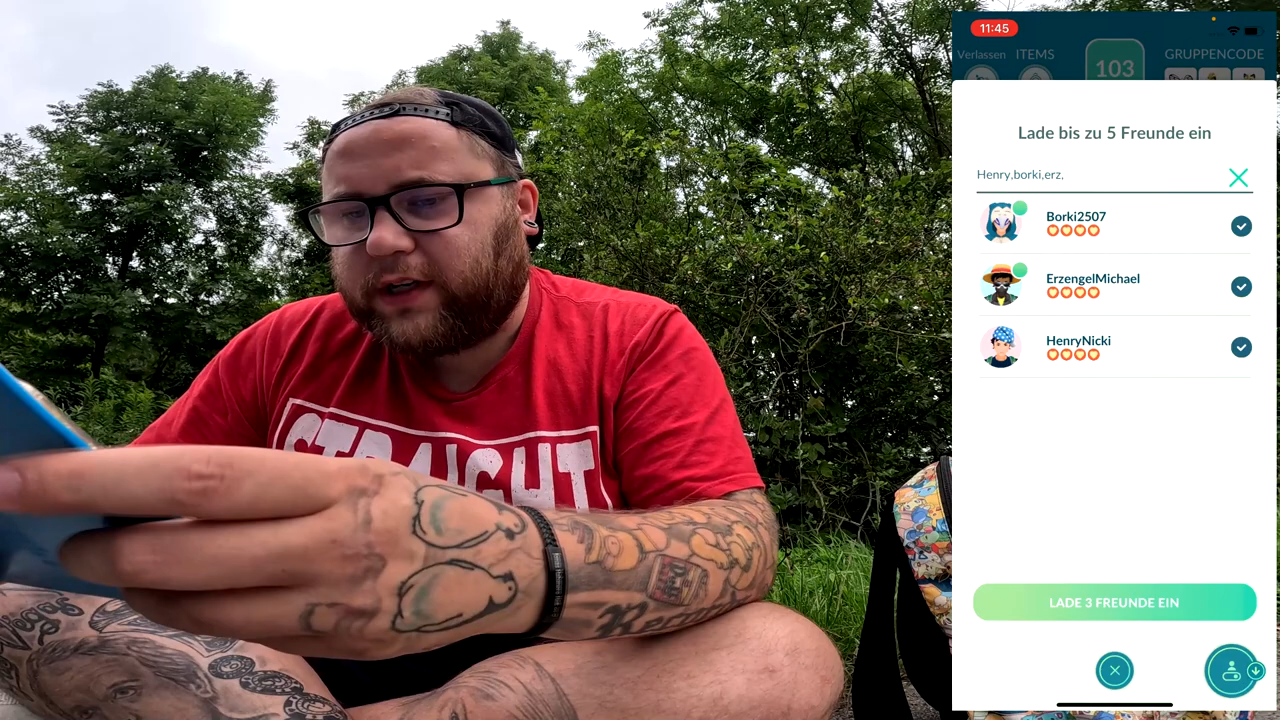 11:45
Verlassen
ITEMS
103
GRUPPENCODE
Lade bis zu 5 Freunde ein
Henry,borki,erz,
Borki2507
ErzengelMichael
HenryNicki
LADE 3 FREUNDE EIN
STRAIGHT